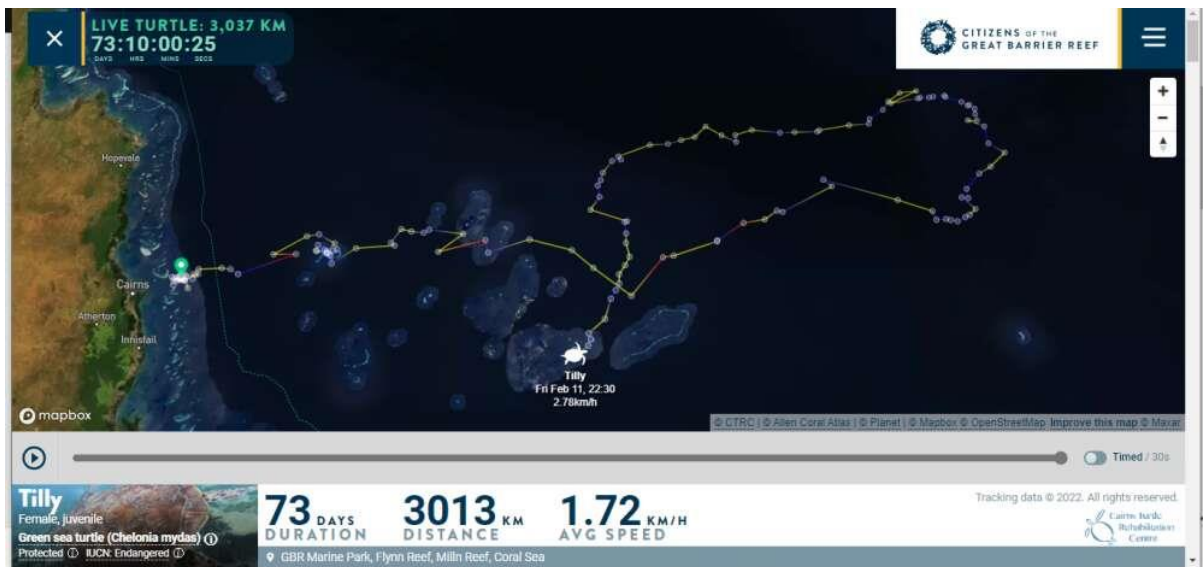 LIVE TURTLE: 3,037 KM
73:10:00:25
DAYS HRS MINS SECS
CITIZENS OF THE
GREAT BARRIER REEF
+
−
Hopevale
Cairns
Atherton
Innisfail
Tilly
Fri Feb 11, 22:30
2.78km/h
mapbox
© CTRC | © Allen Coral Atlas | © Planet | © Mapbox © OpenStreetMap Improve this map © Maxar
Timed / 30s
Tilly
Female, juvenile
Green sea turtle (Chelonia mydas)
Protected IUCN: Endangered
73 DAYS
DURATION
3013 KM
DISTANCE
1.72 KM/H
AVG SPEED
GBR Marine Park, Flynn Reef, Milln Reef, Coral Sea
Tracking data © 2022. All rights reserved.
Cairns Turtle
Rehabilitation
Centre